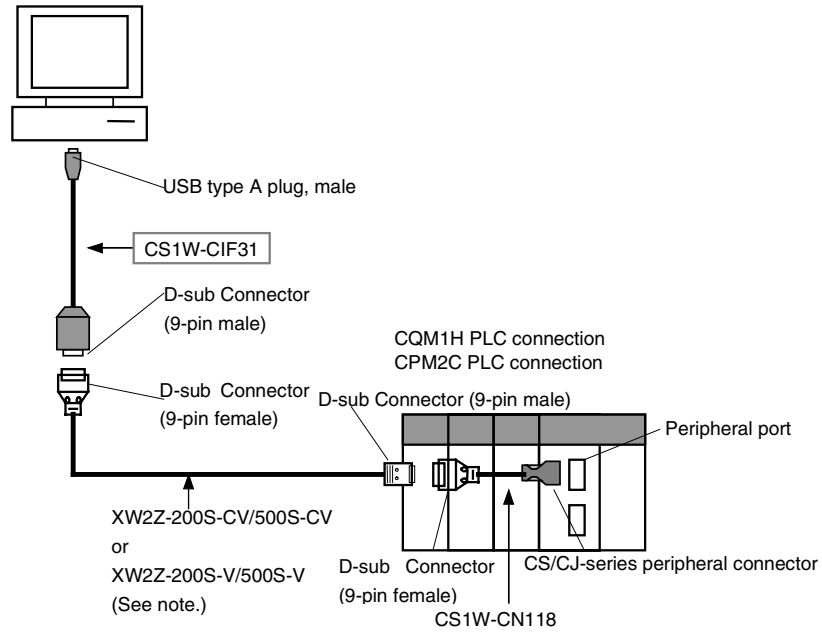 USB type A plug, male
CS1W-CIF31
D-sub Connector
(9-pin male)
CQM1H PLC connection
CPM2C PLC connection
D-sub Connector
(9-pin female)
D-sub Connector (9-pin male)
Peripheral port
XW2Z-200S-CV/500S-CV
or
XW2Z-200S-V/500S-V
(See note.)
D-sub Connector
(9-pin female)
CS/CJ-series peripheral connector
CS1W-CN118